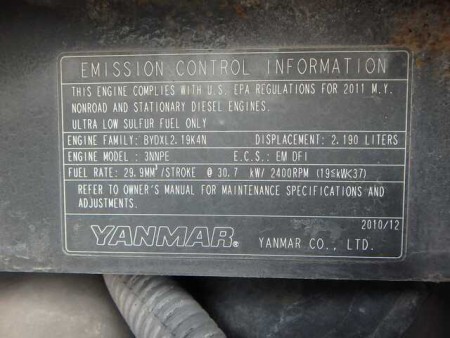 EMISSION CONTROL INFORMATION
THIS ENGINE COMPLIES WITH U.S. EPA REGULATIONS FOR 2011 M.Y.
NONROAD AND STATIONARY DIESEL ENGINES.
ULTRA LOW SULFUR FUEL ONLY
ENGINE FAMILY: BYDXL2.19K4N DISPLACEMENT: 2.190 LITERS
ENGINE MODEL: 3NNPE E.C.S.: EM DFI
FUEL RATE: 29.9MM³/STROKE @ 30.7 kW/ 2400RPM (19≤kW<37)
REFER TO OWNER'S MANUAL FOR MAINTENANCE SPECIFICATIONS AND
ADJUSTMENTS.
2010/12
YANMAR® YANMAR CO., LTD.